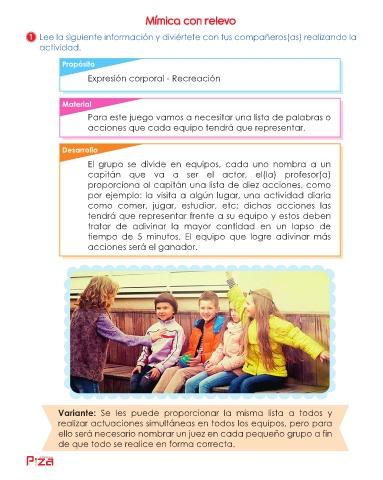 Mímica con relevo
1 Lee la siguiente información y diviértete con tus compañeros(as) realizando la
actividad.
Propósito
Expresión corporal - Recreación
Material
Para este juego vamos a necesitar una lista de palabras o
acciones que cada equipo tendrá que representar.
Desarrollo
El grupo se divide en equipos, cada uno nombra a un
capitán que va a ser el actor, el(la) profesor(a)
proporciona al capitán una lista de diez acciones, como
por ejemplo: la visita a algún lugar, una actividad diaria
como comer, jugar, estudiar, etc; dichas acciones las
tendrá que representar frente a su equipo y estos deben
tratar de adivinar la mayor cantidad en un lapso de
tiempo de 5 minutos. El equipo que logre adivinar más
acciones será el ganador.
Variante: Se les puede proporcionar la misma lista a todos y
realizar actuaciones simultáneas en todos los equipos, pero para
ello será necesario nombrar un juez en cada pequeño grupo a fin
de que todo se realice en forma correcta.